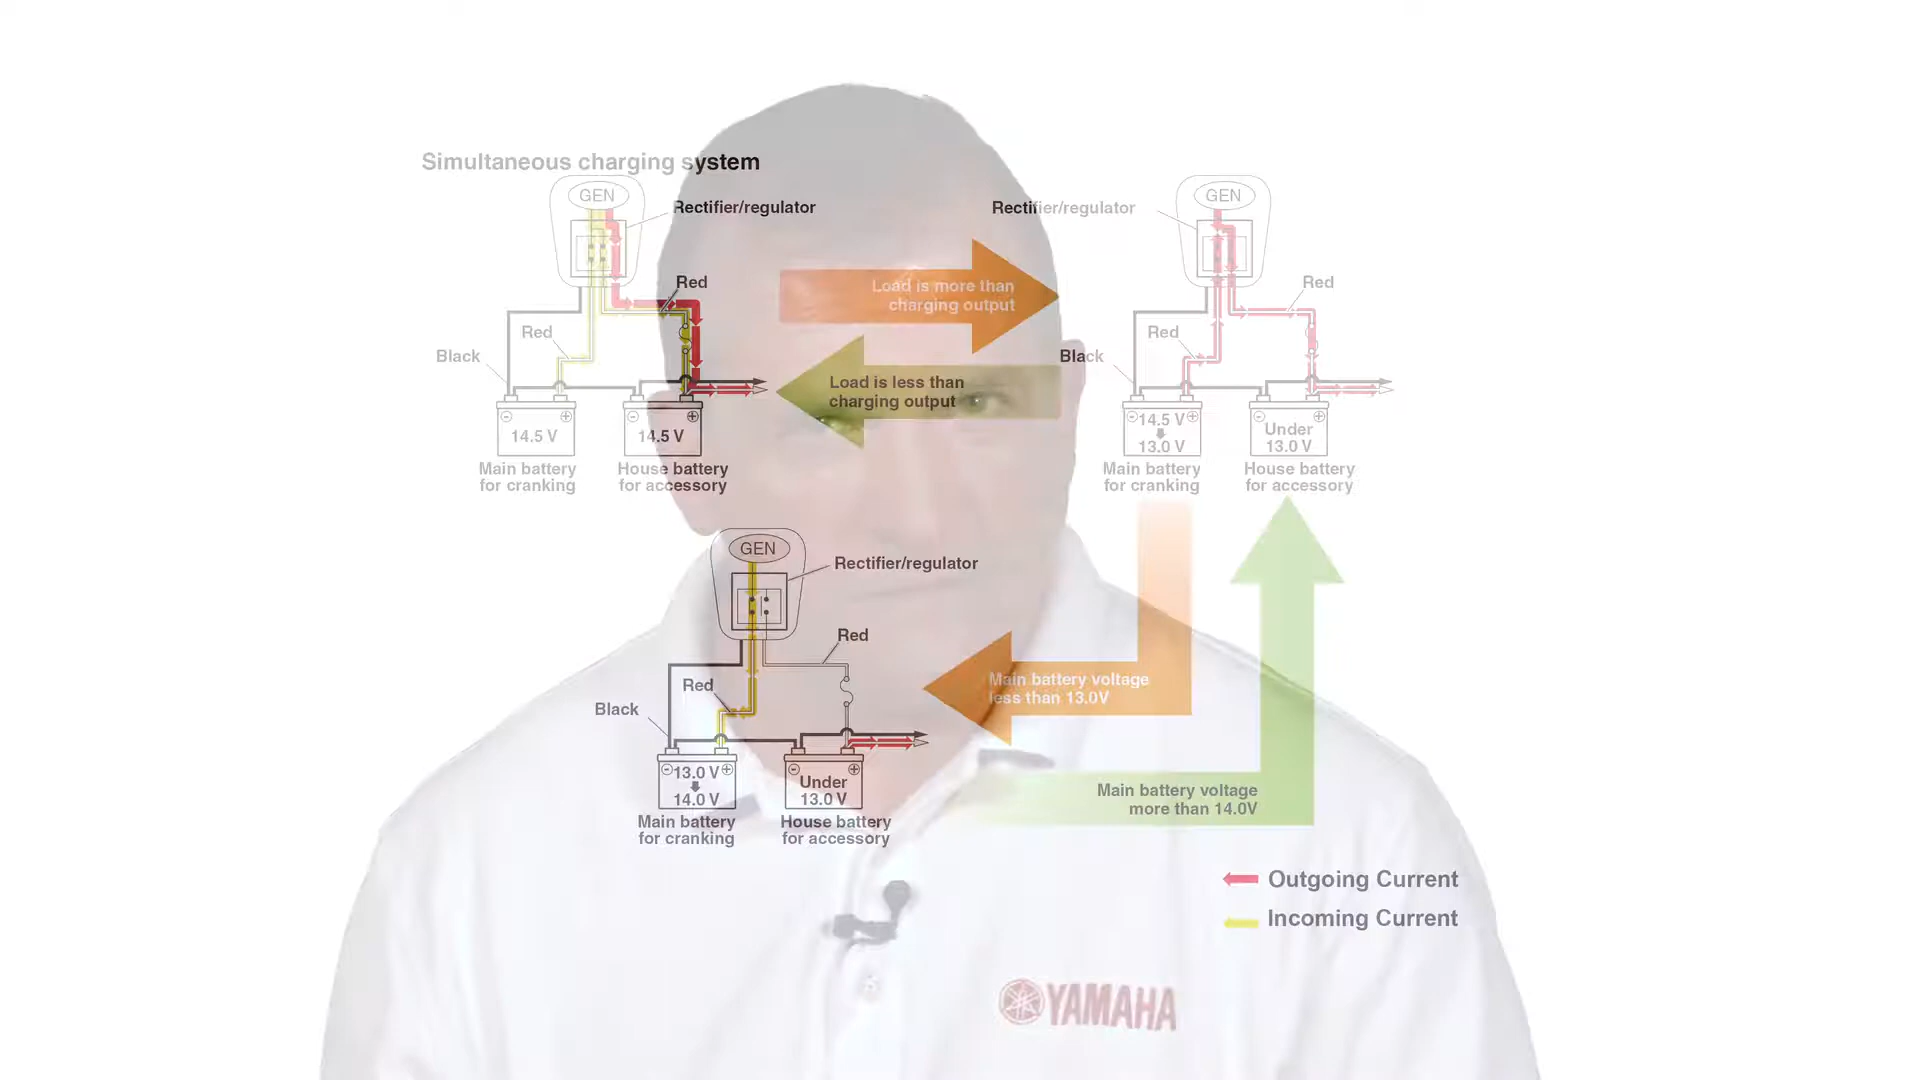 Simultaneous charging system
GEN
Rectifier/regulator
Red
Red
Black
14.5 V
14.5 V
Main battery
for cranking
House battery
for accessory
Load is more than
charging output
Load is less than
charging output
GEN
Rectifier/regulator
Red
Red
Black
14.5 V
13.0 V
Under
13.0 V
Main battery
for cranking
House battery
for accessory
GEN
Rectifier/regulator
Red
Red
Black
13.0 V
14.0 V
Under
13.0 V
Main battery
for cranking
House battery
for accessory
Main battery voltage
less than 13.0V
Main battery voltage
more than 14.0V
Outgoing Current
Incoming Current
YAMAHA